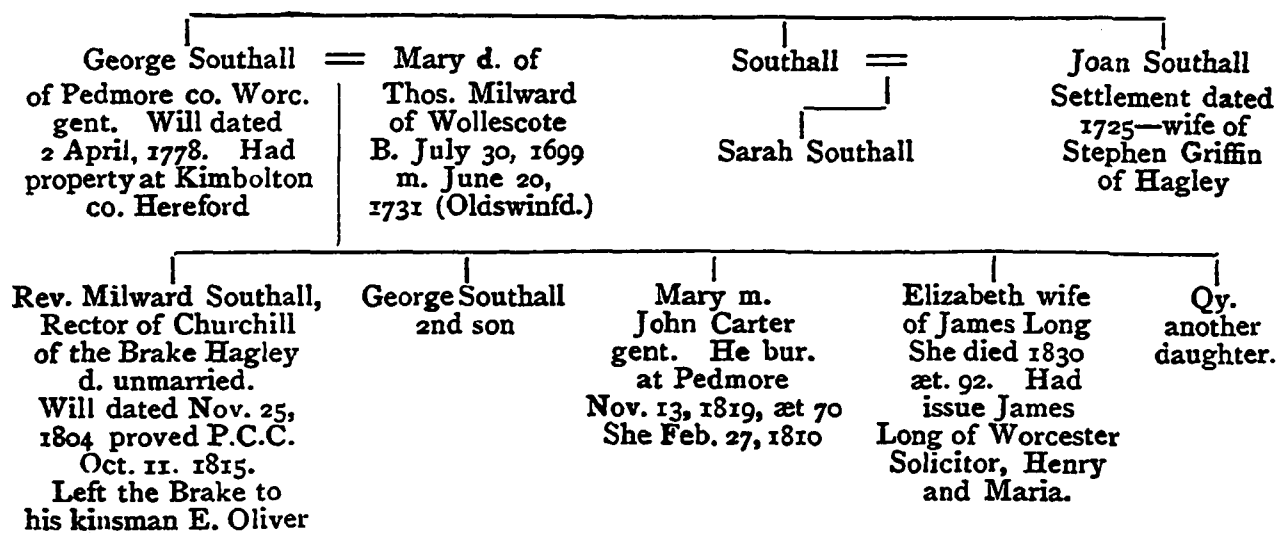 George Southall
of Pedmore co. Worc.
gent. Will dated
2 April, 1778. Had
property at Kimbolton
co. Hereford
=
Mary d. of
Thos. Milward
of Wollescote
B. July 30, 1699
m. June 20,
1731 (Oldswinfd.)
Southall =
Sarah Southall
Joan Southall
Settlement dated
1725—wife of
Stephen Griffin
of Hagley
Rev. Milward Southall,
Rector of Churchill
of the Brake Hagley
d. unmarried.
Will dated Nov. 25,
1804 proved P.C.C.
Oct. 11. 1815.
Left the Brake to
his kinsman E. Oliver
George Southall
2nd son
Mary m.
John Carter
gent. He bur.
at Pedmore
Nov. 13, 1819, æt 70
She Feb. 27, 1810
Elizabeth wife
of James Long
She died 1830
æt. 92. Had
issue James
Long of Worcester
Solicitor, Henry
and Maria.
Qy.
another
daughter.